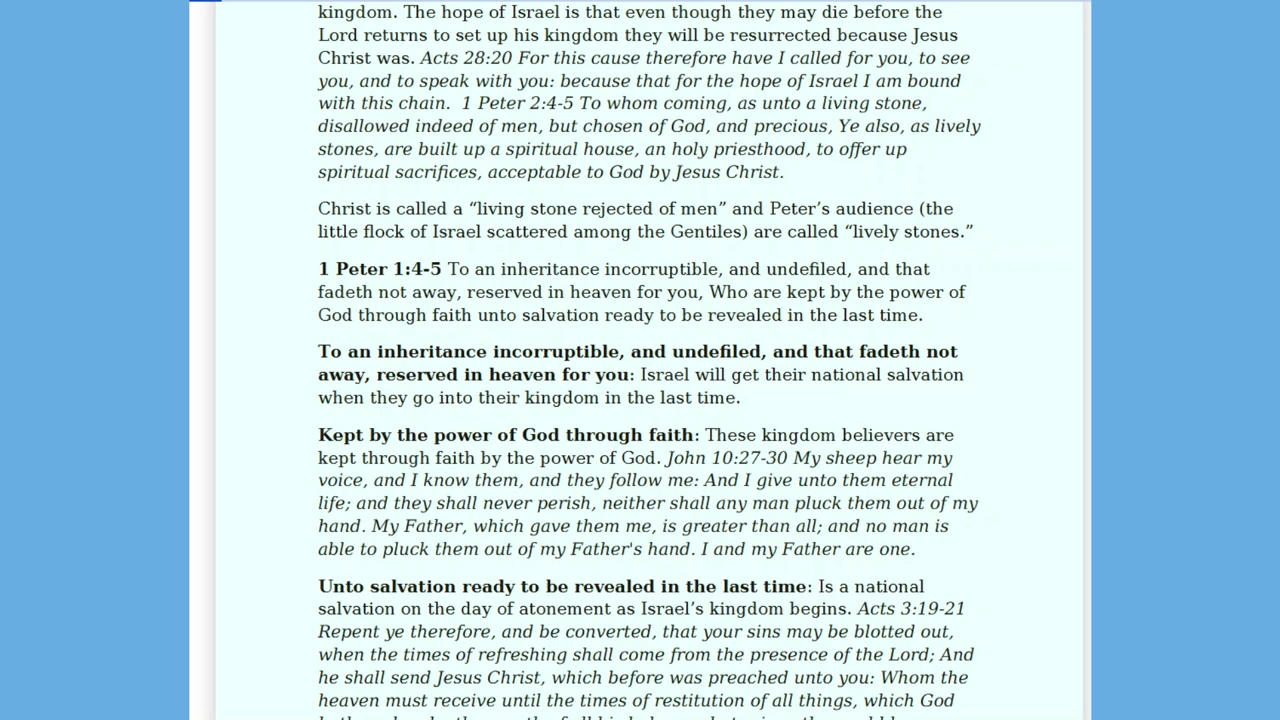 kingdom. The hope of Israel is that even though they may die before the
Lord returns to set up his kingdom they will be resurrected because Jesus
Christ was. Acts 28:20 For this cause therefore have I called for you, to see
you, and to speak with you: because that for the hope of Israel I am bound
with this chain.  1 Peter 2:4-5 To whom coming, as unto a living stone,
disallowed indeed of men, but chosen of God, and precious, Ye also, as lively
stones, are built up a spiritual house, an holy priesthood, to offer up
spiritual sacrifices, acceptable to God by Jesus Christ.
Christ is called a “living stone rejected of men” and Peter’s audience (the
little flock of Israel scattered among the Gentiles) are called “lively stones.”
1 Peter 1:4-5 To an inheritance incorruptible, and undefiled, and that
fadeth not away, reserved in heaven for you, Who are kept by the power of
God through faith unto salvation ready to be revealed in the last time.
To an inheritance incorruptible, and undefiled, and that fadeth not
away, reserved in heaven for you: Israel will get their national salvation
when they go into their kingdom in the last time.
Kept by the power of God through faith: These kingdom believers are
kept through faith by the power of God. John 10:27-30 My sheep hear my
voice, and I know them, and they follow me: And I give unto them eternal
life; and they shall never perish, neither shall any man pluck them out of my
hand. My Father, which gave them me, is greater than all; and no man is
able to pluck them out of my Father's hand. I and my Father are one.
Unto salvation ready to be revealed in the last time: Is a national
salvation on the day of atonement as Israel’s kingdom begins. Acts 3:19-21
Repent ye therefore, and be converted, that your sins may be blotted out,
when the times of refreshing shall come from the presence of the Lord; And
he shall send Jesus Christ, which before was preached unto you: Whom the
heaven must receive until the times of restitution of all things, which God